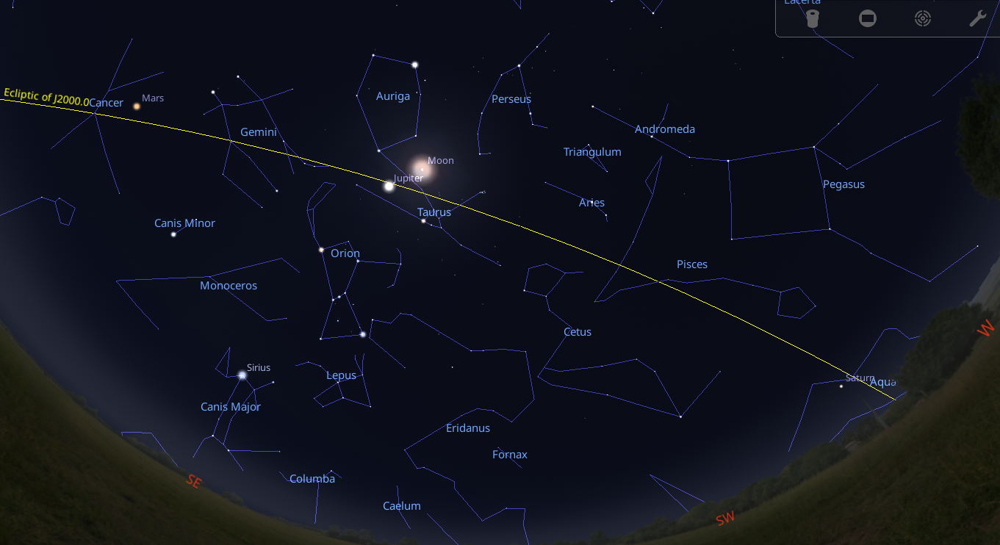 Lacerta
Ecliptic of J2000.0
Cancer
Mars
Auriga
Perseus
Gemini
Andromeda
Triangulum
Moon
Jupiter
Pegasus
Aries
Taurus
Canis Minor
Orion
Pisces
Monoceros
Cetus
W
Sirius
Lepus
Saturn
Aqua
Canis Major
Eridanus
Fornax
SE
Columba
Caelum
SW